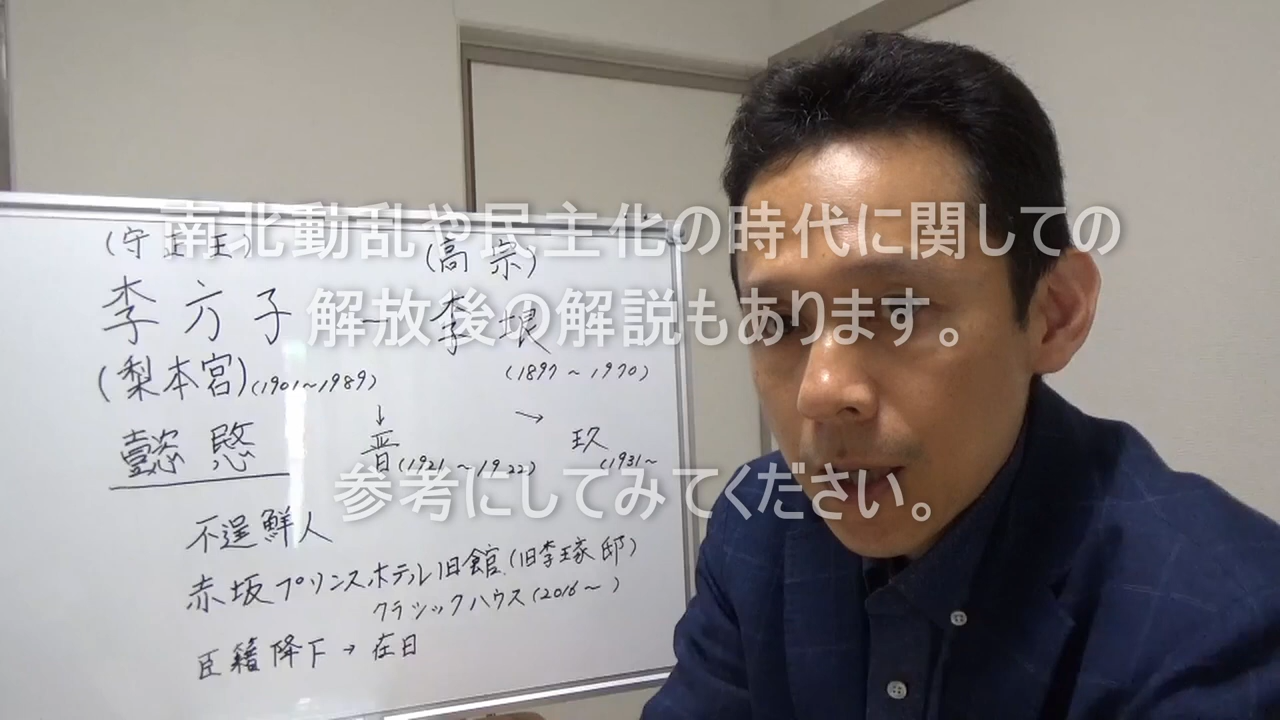 南北動乱や民主化の時代に関しての
解放後の解説もあります。
参考にしてみてください。
(守正王) (高宗)
李方子 ー 李垠
(梨本宮)(1901～1989) (1897～1970)
↓ →
懿愍 晋(1921～1922) 玖(1931～
不逞鮮人
赤坂プリンスホテル旧館(旧李王家邸)
クラシックハウス(2016～ )
臣籍降下→在日